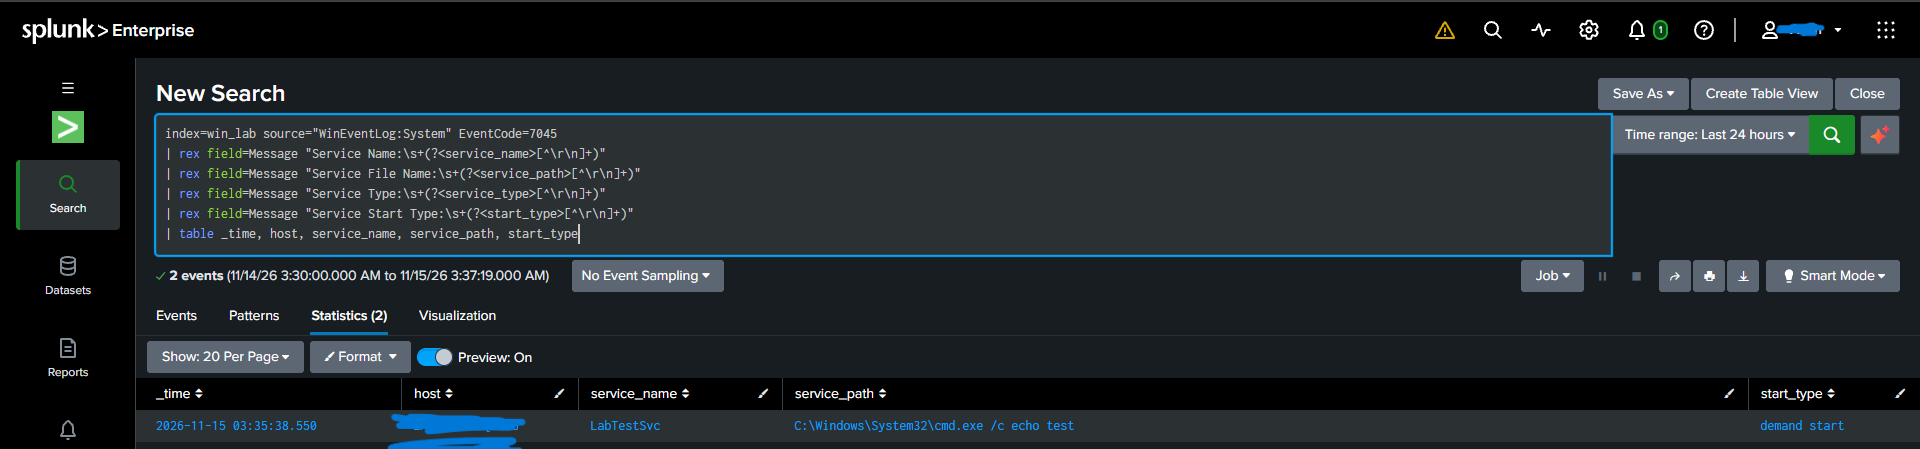 splunk> Enterprise
1
New Search
Save As
Create Table View
Close
index=win_lab source="WinEventLog:System" EventCode=7045
| rex field=Message "Service Name:\s+(?<service_name>[^\r\n]+)"
| rex field=Message "Service File Name:\s+(?<service_path>[^\r\n]+)"
| rex field=Message "Service Type:\s+(?<service_type>[^\r\n]+)"
| rex field=Message "Service Start Type:\s+(?<start_type>[^\r\n]+)"
| table _time, host, service_name, service_path, start_type
Time range: Last 24 hours
Search
Datasets
Reports
2 events (11/14/26 3:30:00.000 AM to 11/15/26 3:37:19.000 AM)
No Event Sampling
Job
Smart Mode
Events
Patterns
Statistics (2)
Visualization
Show: 20 Per Page
Format
Preview: On
_time
host
service_name
service_path
start_type
2026-11-15 03:35:38.550
LabTestSvc
C:\Windows\System32\cmd.exe /c echo test
demand start